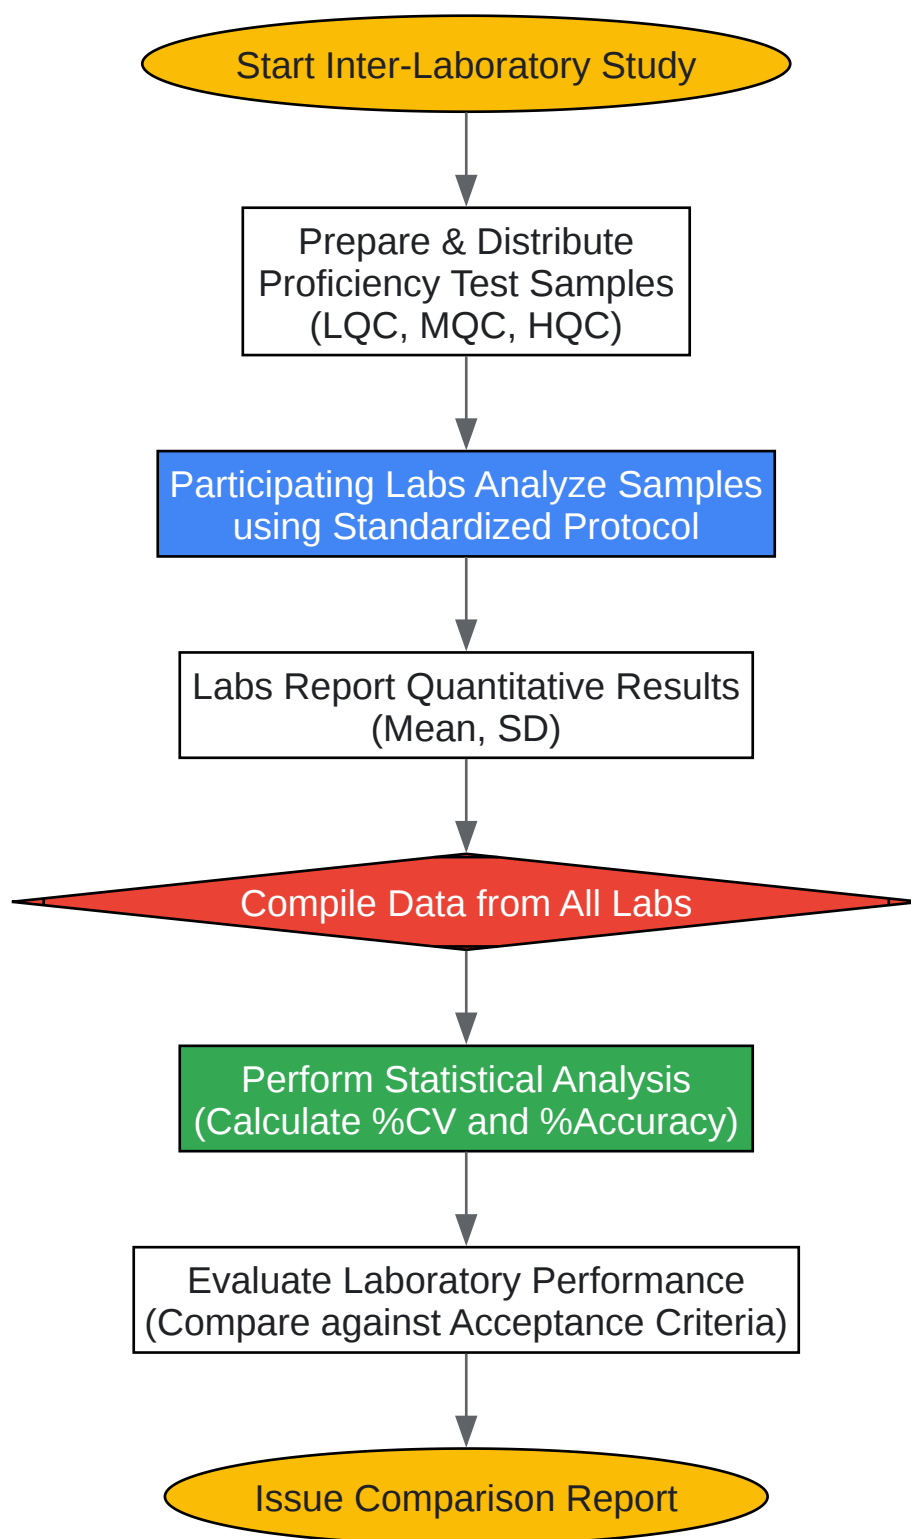 Start Inter-Laboratory Study
Prepare & Distribute
Proficiency Test Samples
(LQC, MQC, HQC)
Participating Labs Analyze Samples
using Standardized Protocol
Labs Report Quantitative Results
(Mean, SD)
Compile Data from All Labs
Perform Statistical Analysis
(Calculate %CV and %Accuracy)
Evaluate Laboratory Performance
(Compare against Acceptance Criteria)
Issue Comparison Report